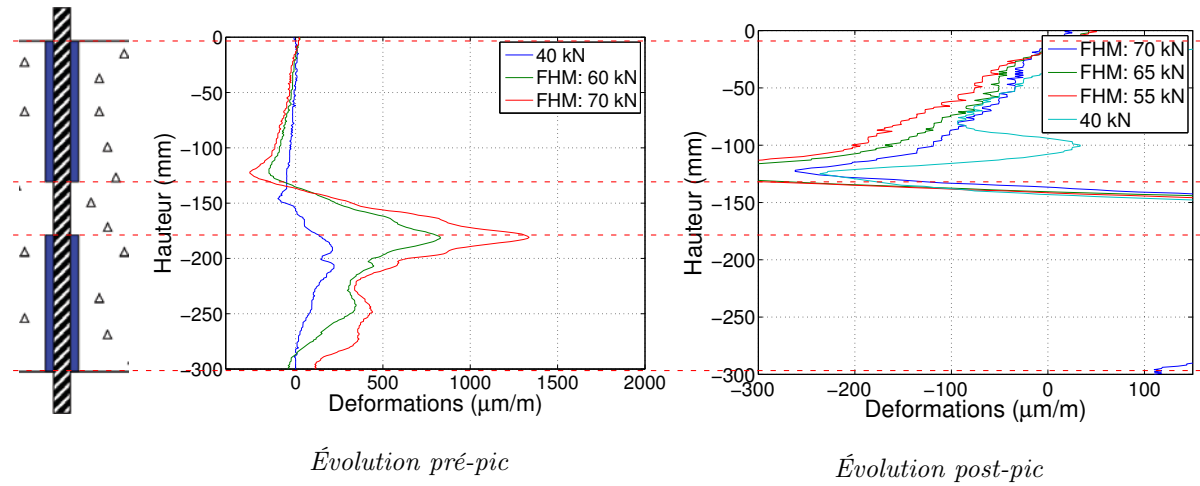 40 kN
FHM: 60 kN
FHM: 70 kN
0
−50
−100
−150
−200
−250
−300
Hauteur (mm)
0
500
1000
1500
2000
Deformations (µm/m)
Évolution pré-pic
FHM: 70 kN
FHM: 65 kN
FHM: 55 kN
40 kN
0
−50
−100
−150
−200
−250
−300
Hauteur (mm)
−300
−200
−100
0
100
Deformations (µm/m)
Évolution post-pic